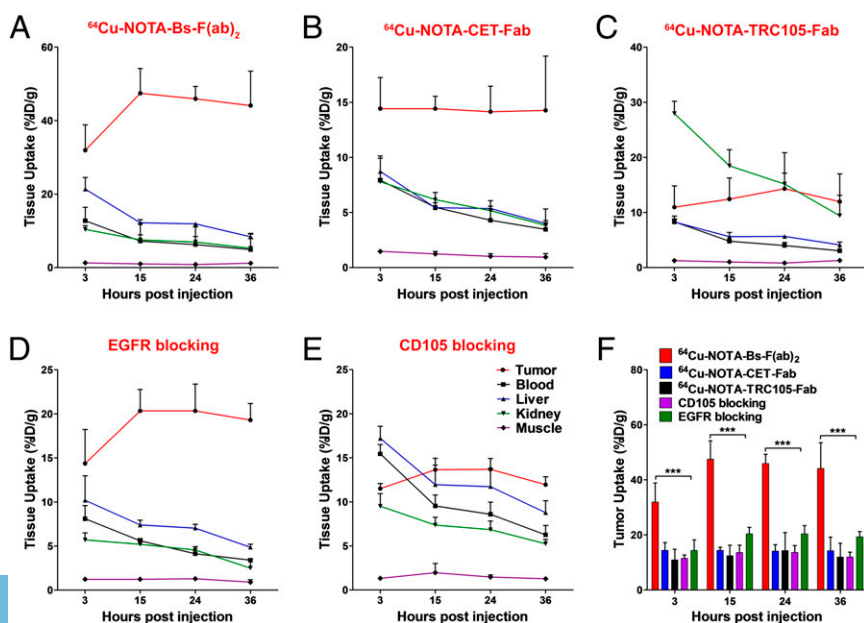 A
⁶⁴Cu-NOTA-Bs-F(ab)₂
Tissue Uptake (%ID/g)
60
40
20
0
3 15 24 36
Hours post injection
B
⁶⁴Cu-NOTA-CET-Fab
Tissue Uptake (%ID/g)
20
15
10
5
0
3 15 24 36
Hours post injection
C
⁶⁴Cu-NOTA-TRC105-Fab
Tissue Uptake (%ID/g)
40
30
20
10
0
3 15 24 36
Hours post injection
D
EGFR blocking
Tissue Uptake (%ID/g)
25
20
15
10
5
0
3 15 24 36
Hours post injection
E
CD105 blocking
Tissue Uptake (%ID/g)
25
20
15
10
5
0
3 15 24 36
Hours post injection
Tumor
Blood
Liver
Kidney
Muscle
F
⁶⁴Cu-NOTA-Bs-F(ab)₂
⁶⁴Cu-NOTA-CET-Fab
⁶⁴Cu-NOTA-TRC105-Fab
CD105 blocking
EGFR blocking
Tumor Uptake (%ID/g)
80
60
40
20
0
*** *** *** ***
3 15 24 36
Hours post injection